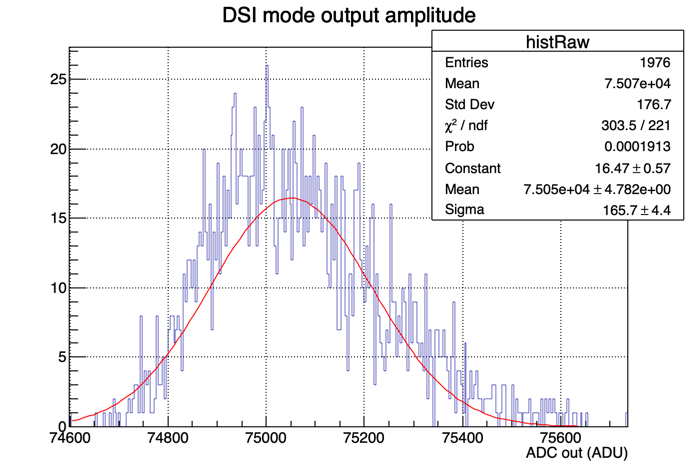 DSI mode output amplitude
histRaw
Entries 1976
Mean 7.507e+04
Std Dev 176.7
χ² / ndf 303.5 / 221
Prob 0.0001913
Constant 16.47 ± 0.57
Mean 7.505e+04 ± 4.782e+00
Sigma 165.7 ± 4.4
25
20
15
10
5
0
74600 74800 75000 75200 75400 75600
ADC out (ADU)